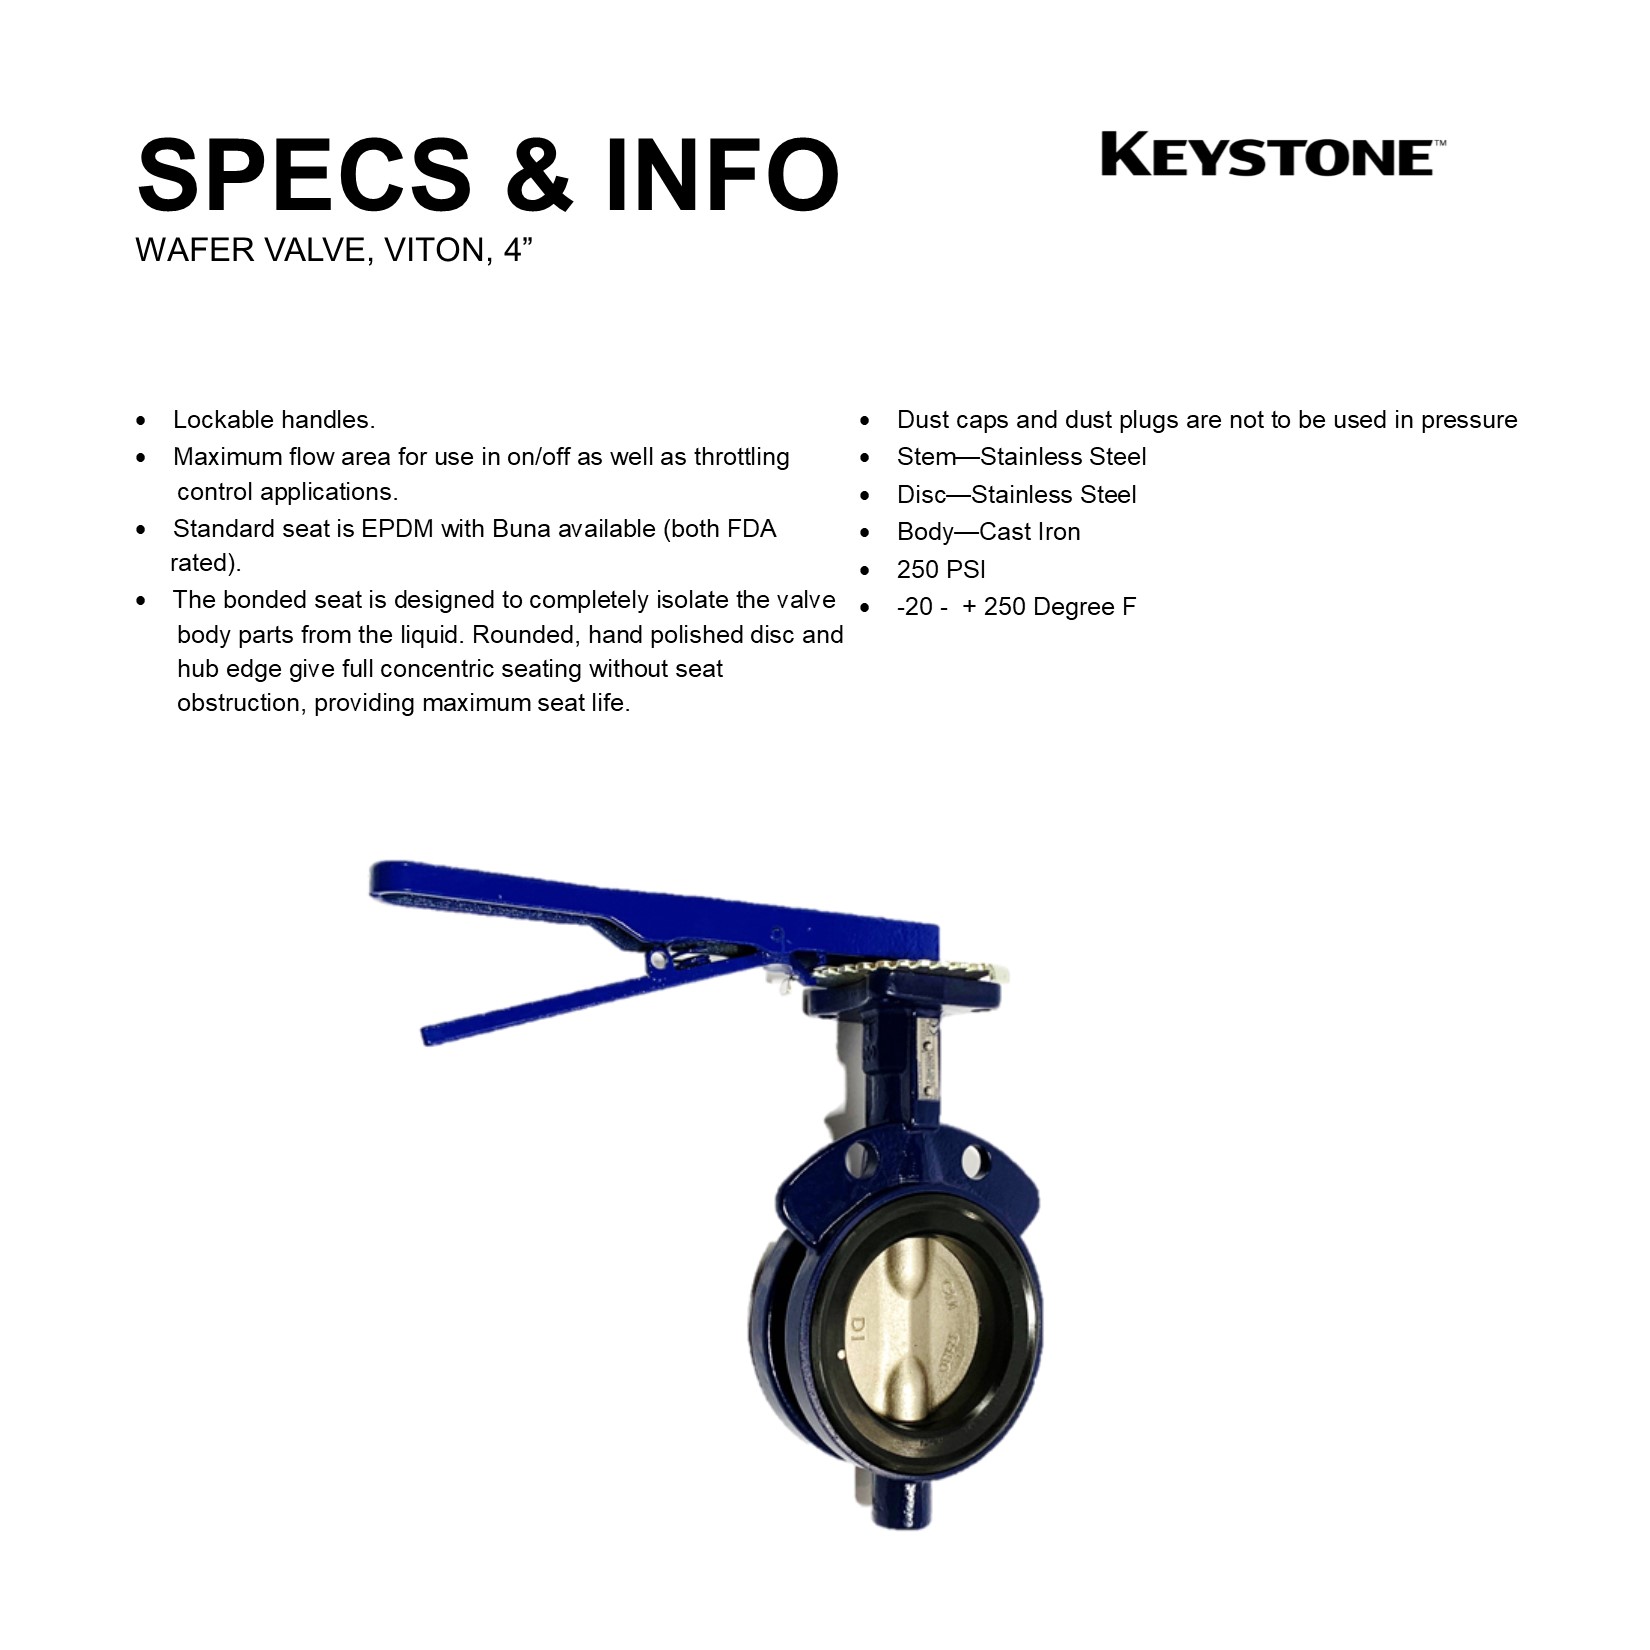 SPECS & INFO
KEYSTONE™
WAFER VALVE, VITON, 4”
• Lockable handles.
• Maximum flow area for use in on/off as well as throttling
control applications.
• Standard seat is EPDM with Buna available (both FDA
rated).
• The bonded seat is designed to completely isolate the valve
body parts from the liquid. Rounded, hand polished disc and
hub edge give full concentric seating without seat
obstruction, providing maximum seat life.
• Dust caps and dust plugs are not to be used in pressure
• Stem—Stainless Steel
• Disc—Stainless Steel
• Body—Cast Iron
• 250 PSI
• -20 -  + 250 Degree F
DI